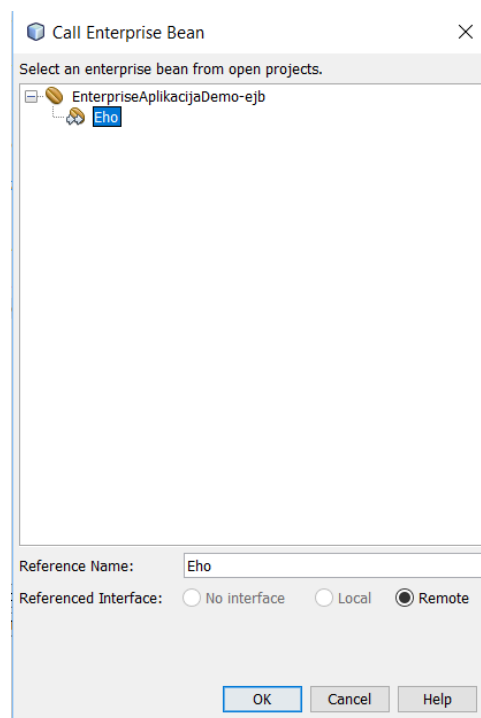 Call Enterprise Bean
Select an enterprise bean from open projects.
EnterpriseAplikacijaDemo-ejb
Eho
Reference Name: Eho
Referenced Interface: No interface Local Remote
OK Cancel Help